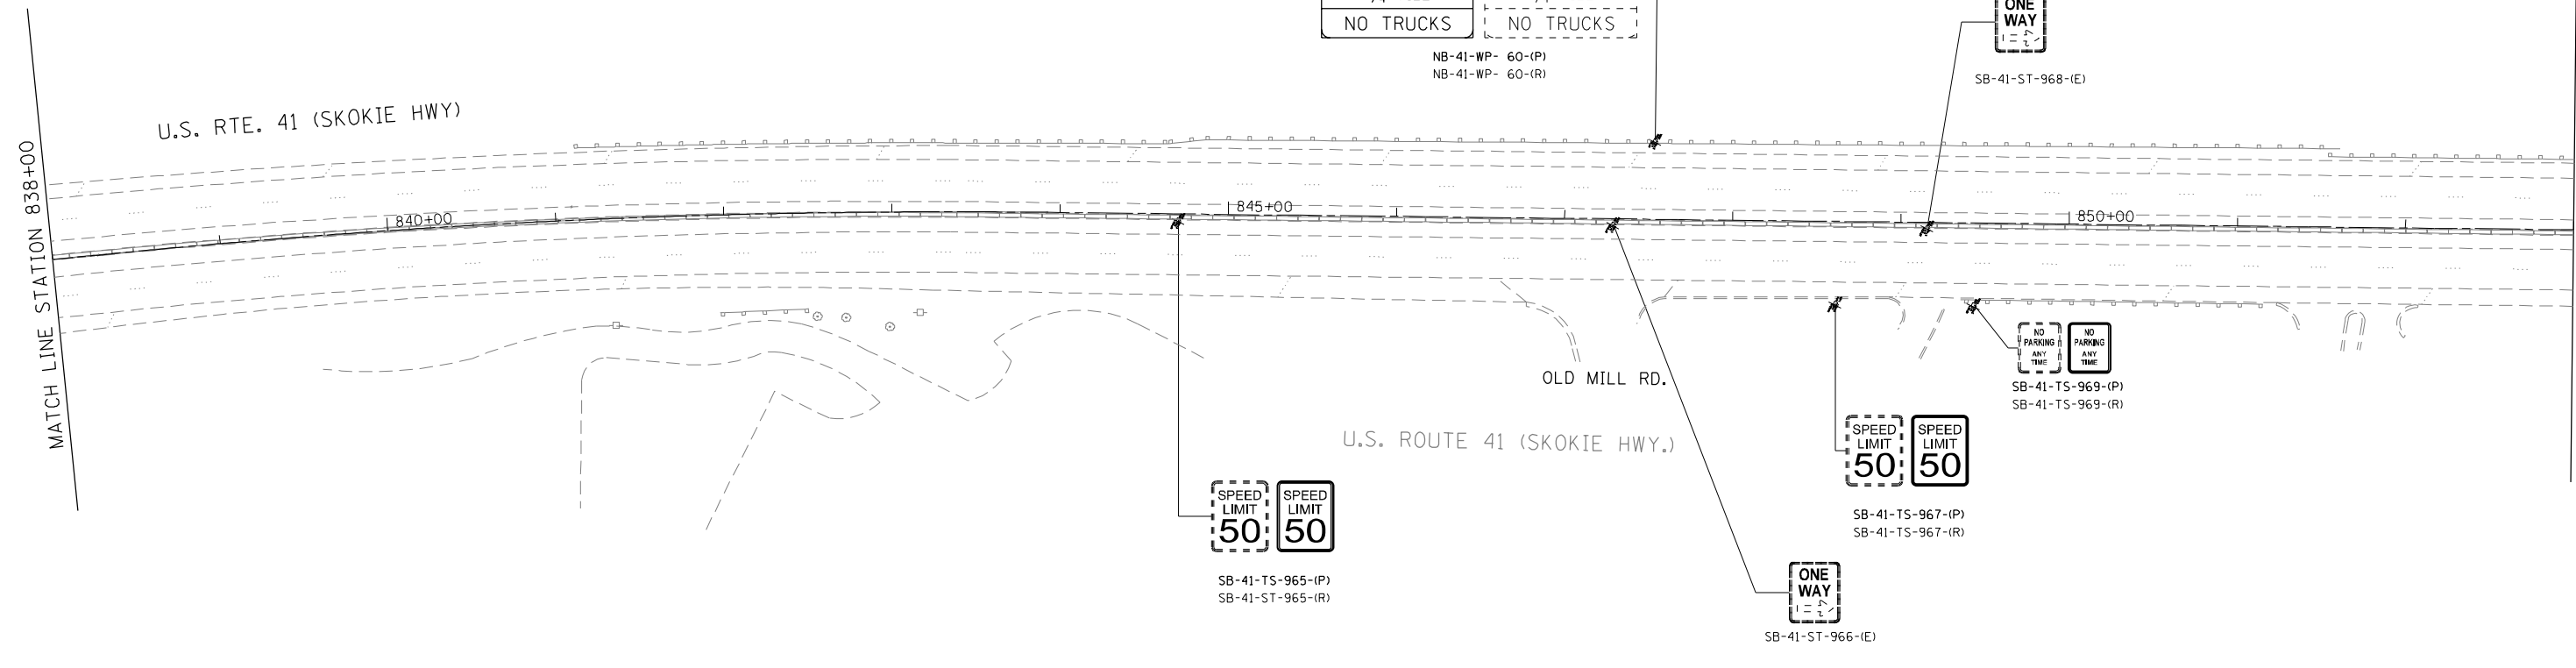 NO TRUCKS
NO TRUCKS
NB-41-WP- 60-(P)
NB-41-WP- 60-(R)
ONE
WAY
SB-41-ST-968-(E)
U.S. RTE. 41 (SKOKIE HWY)
MATCH LINE STATION 838+00
840+00
845+00
850+00
OLD MILL RD.
U.S. ROUTE 41 (SKOKIE HWY.)
NO
PARKING
ANY
TIME
NO
PARKING
ANY
TIME
SB-41-TS-969-(P)
SB-41-TS-969-(R)
SPEED
LIMIT
50
SPEED
LIMIT
50
SB-41-TS-967-(P)
SB-41-TS-967-(R)
SPEED
LIMIT
50
SPEED
LIMIT
50
SB-41-TS-965-(P)
SB-41-ST-965-(R)
ONE
WAY
SB-41-ST-966-(E)